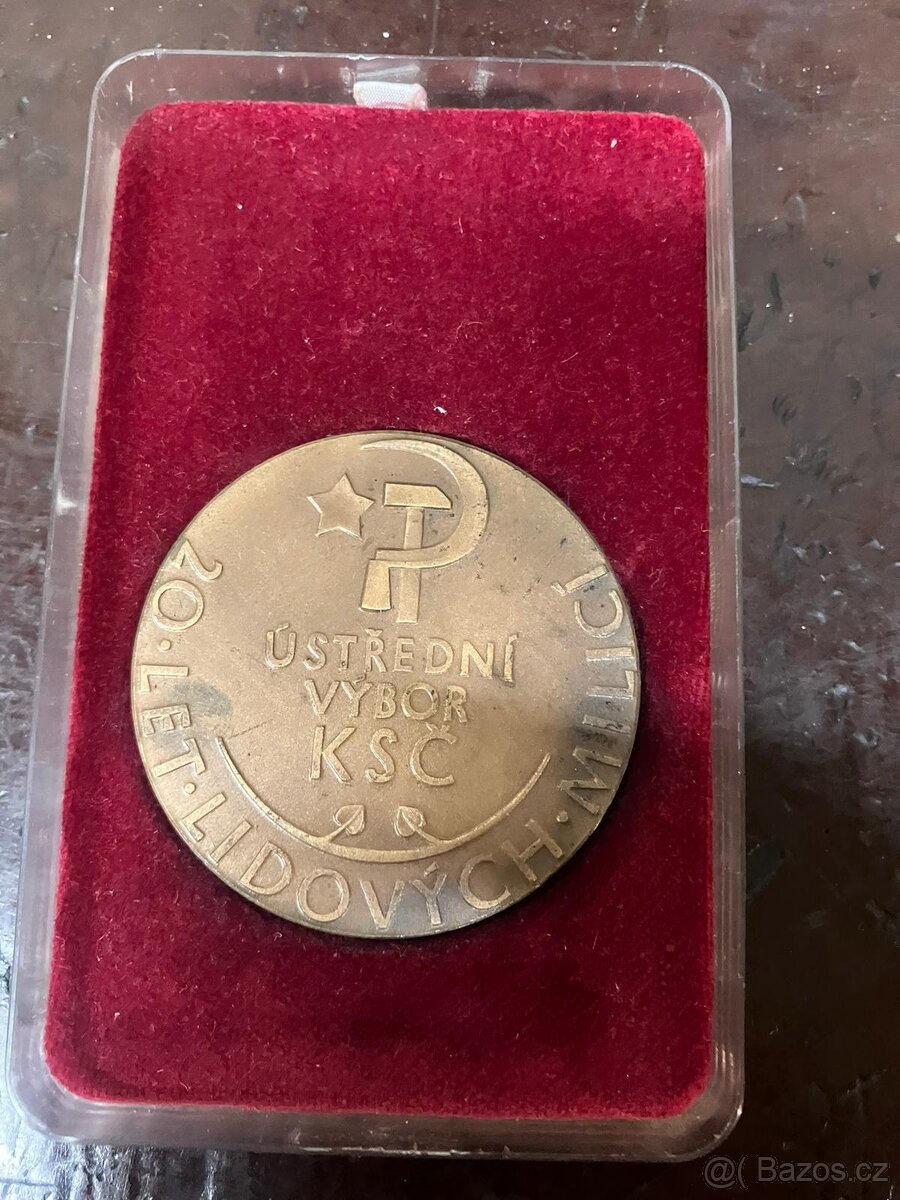 ÚSTŘEDNÍ
VÝBOR
KSČ
20·LET·LIDOVÝCH·MILICÍ
@( Bazos.cz